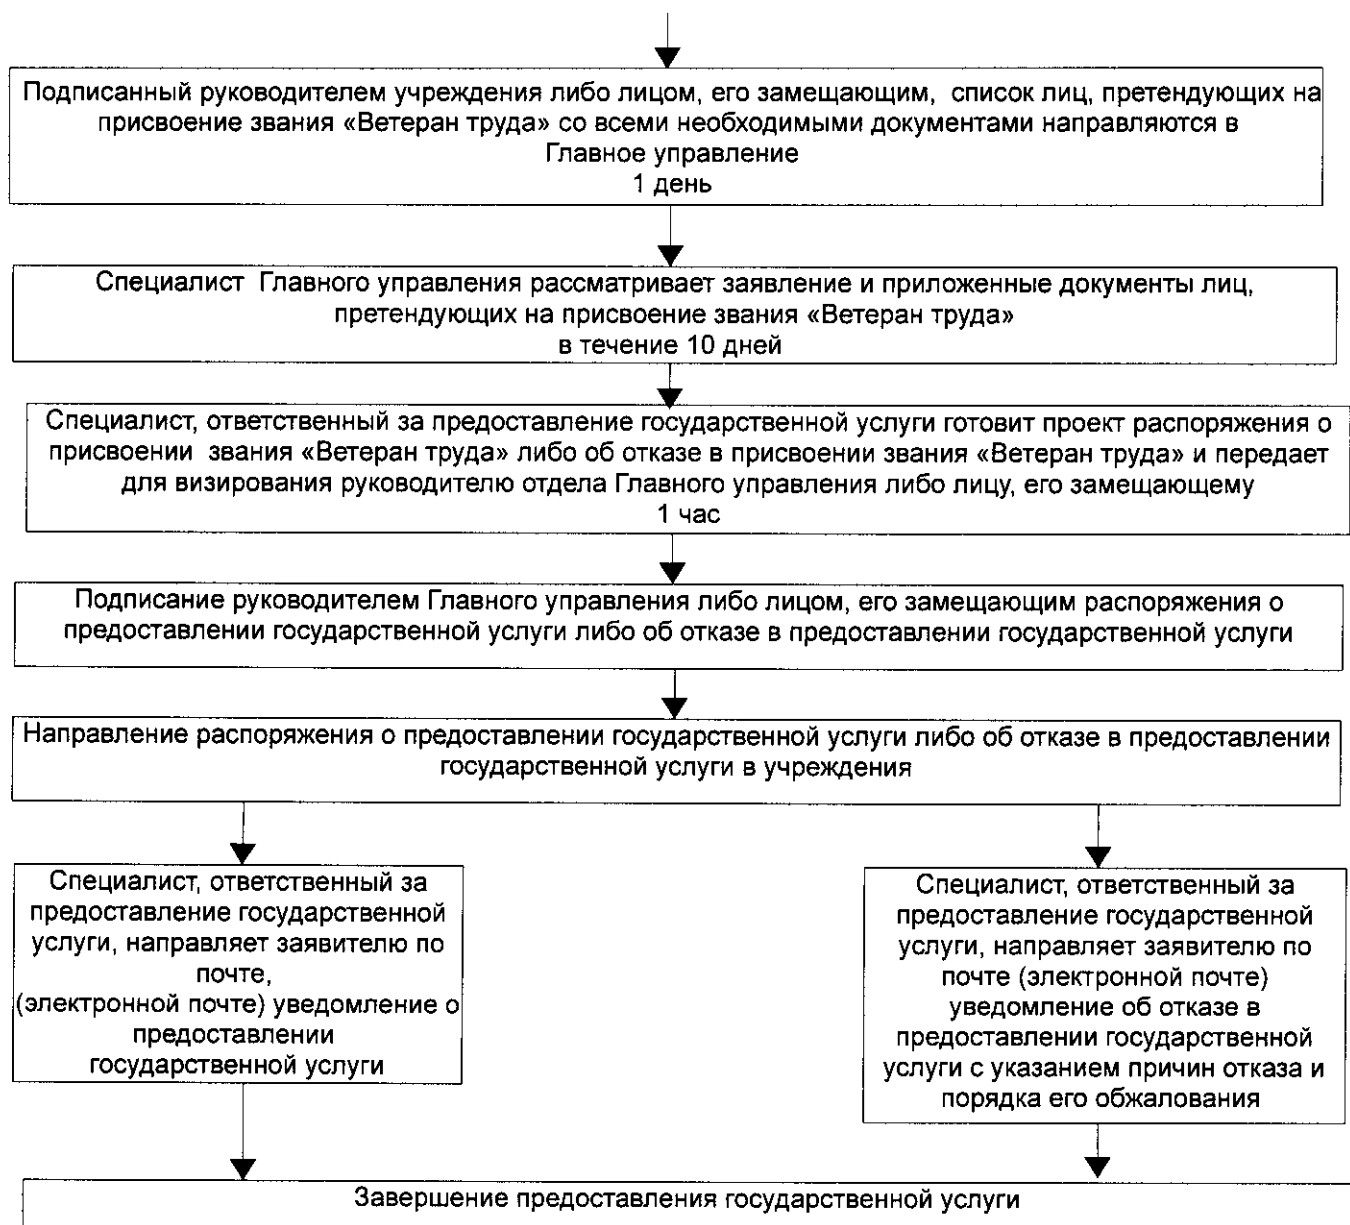 Подписанный руководителем учреждения либо лицом, его замещающим, список лиц, претендующих на
присвоение звания «Ветеран труда» со всеми необходимыми документами направляются в
Главное управление
1 день
Специалист Главного управления рассматривает заявление и приложенные документы лиц,
претендующих на присвоение звания «Ветеран труда»
в течение 10 дней
Специалист, ответственный за предоставление государственной услуги готовит проект распоряжения о
присвоении звания «Ветеран труда» либо об отказе в присвоении звания «Ветеран труда» и передает
для визирования руководителю отдела Главного управления либо лицу, его замещающему
1 час
Подписание руководителем Главного управления либо лицом, его замещающим распоряжения о
предоставлении государственной услуги либо об отказе в предоставлении государственной услуги
Направление распоряжения о предоставлении государственной услуги либо об отказе в предоставлении
государственной услуги в учреждения
Специалист, ответственный за
предоставление государственной
услуги, направляет заявителю по
почте,
(электронной почте) уведомление о
предоставлении
государственной услуги
Специалист, ответственный за
предоставление государственной
услуги, направляет заявителю по
почте (электронной почте)
уведомление об отказе в
предоставлении государственной
услуги с указанием причин отказа и
порядка его обжалования
Завершение предоставления государственной услуги